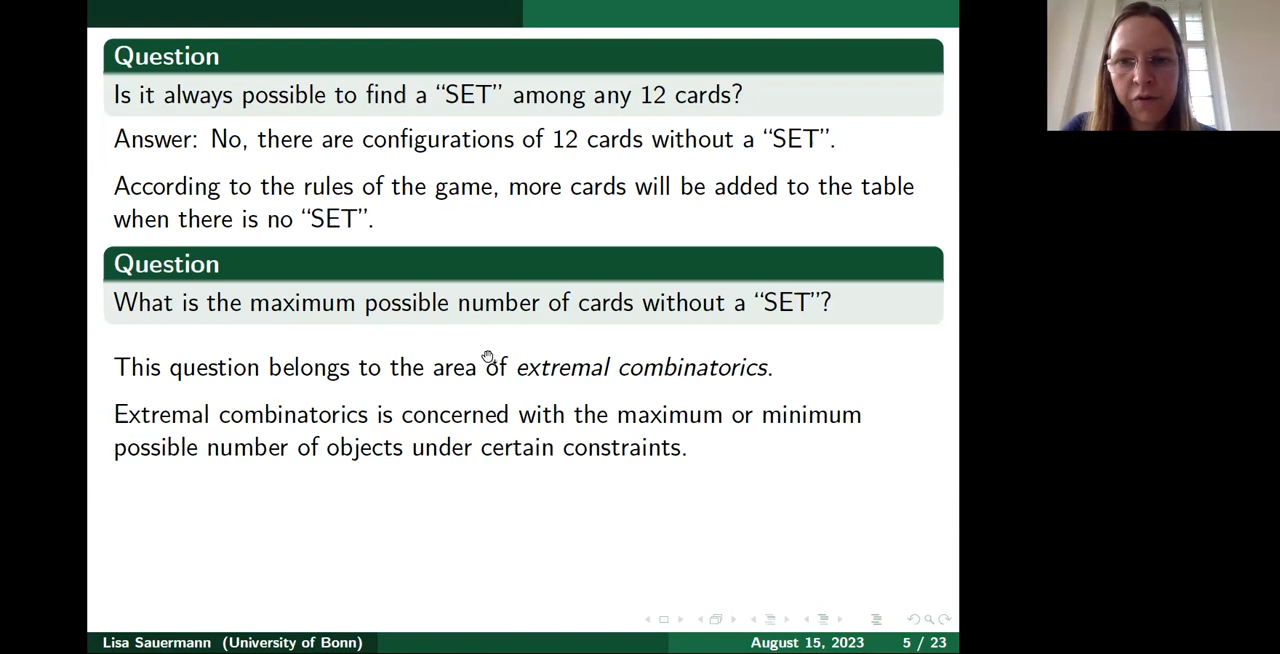 Question
Is it always possible to find a “SET” among any 12 cards?
Answer: No, there are configurations of 12 cards without a “SET”.
According to the rules of the game, more cards will be added to the table
when there is no “SET”.
Question
What is the maximum possible number of cards without a “SET”?
This question belongs to the area of extremal combinatorics.
Extremal combinatorics is concerned with the maximum or minimum
possible number of objects under certain constraints.
Lisa Sauermann (University of Bonn) August 15, 2023 5 / 23